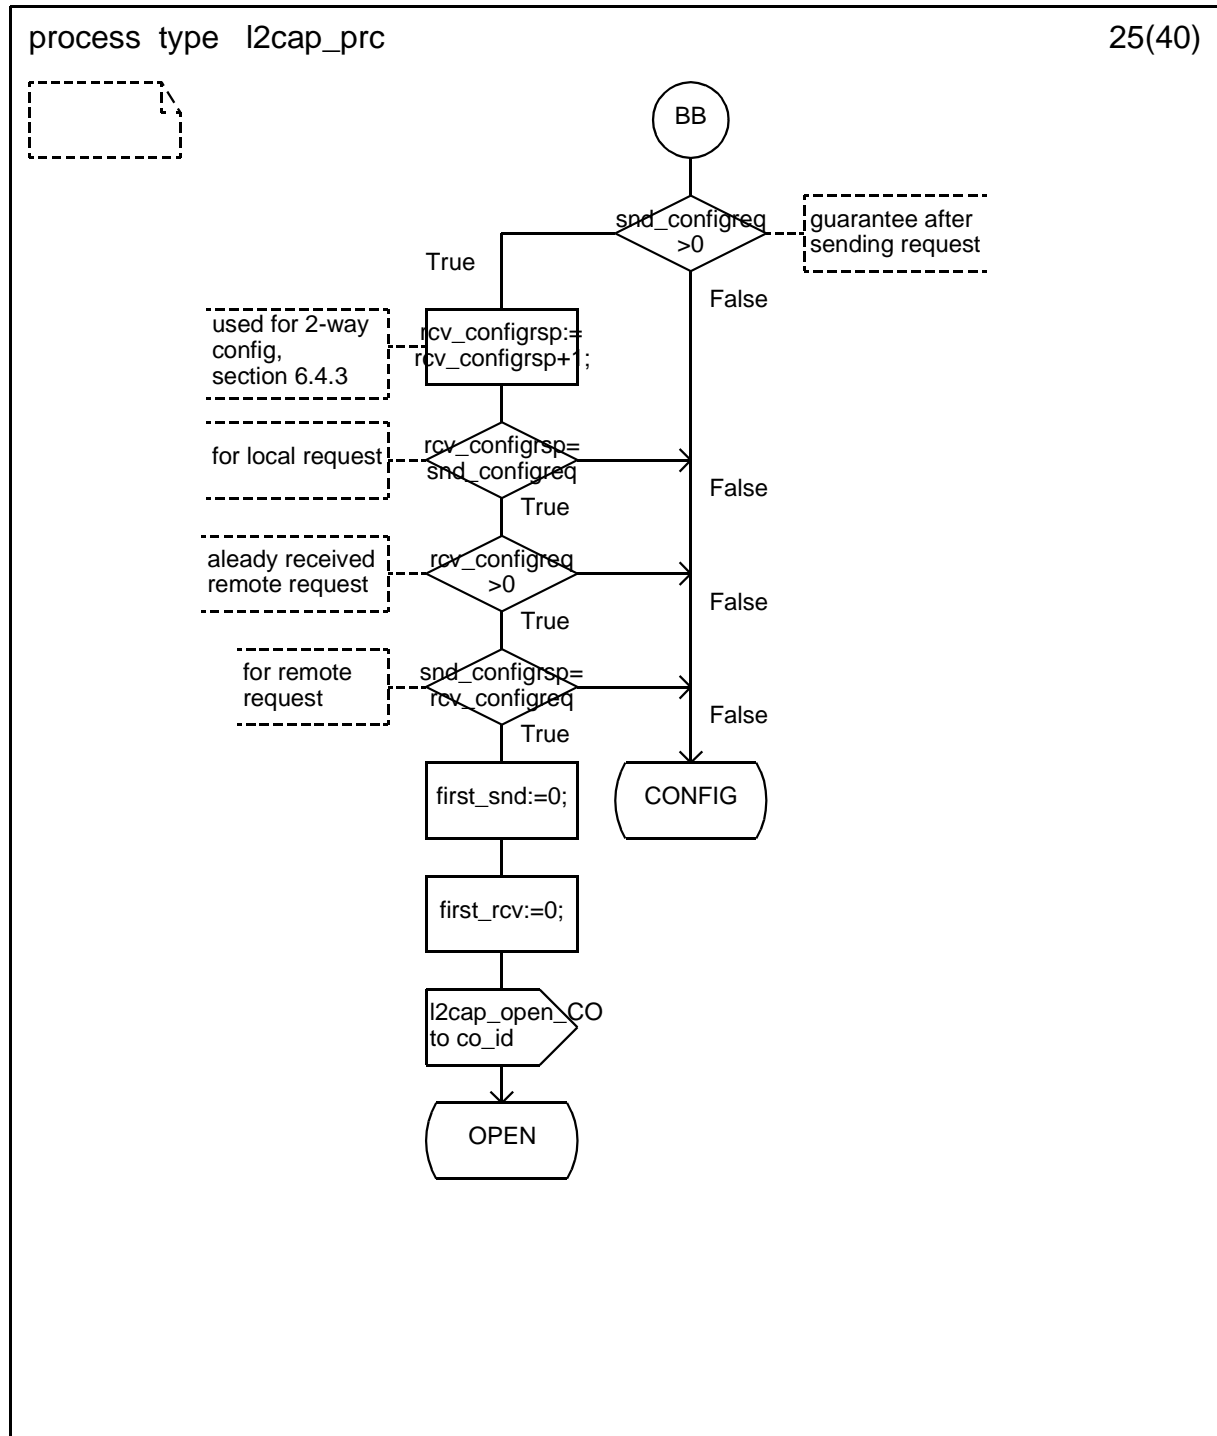 process type l2cap_prc
25(40)
BB
snd_configreq
>0
guarantee after
sending request
True
False
used for 2-way
config,
section 6.4.3
rcv_configrsp:=
rcv_configrsp+1;
for local request
rcv_configrsp=
snd_configreq
False
True
aleady received
remote request
rcv_configreq
>0
False
True
for remote
request
snd_configrsp=
rcv_configreq
False
True
first_snd:=0;
CONFIG
first_rcv:=0;
l2cap_open_CO
to co_id
OPEN